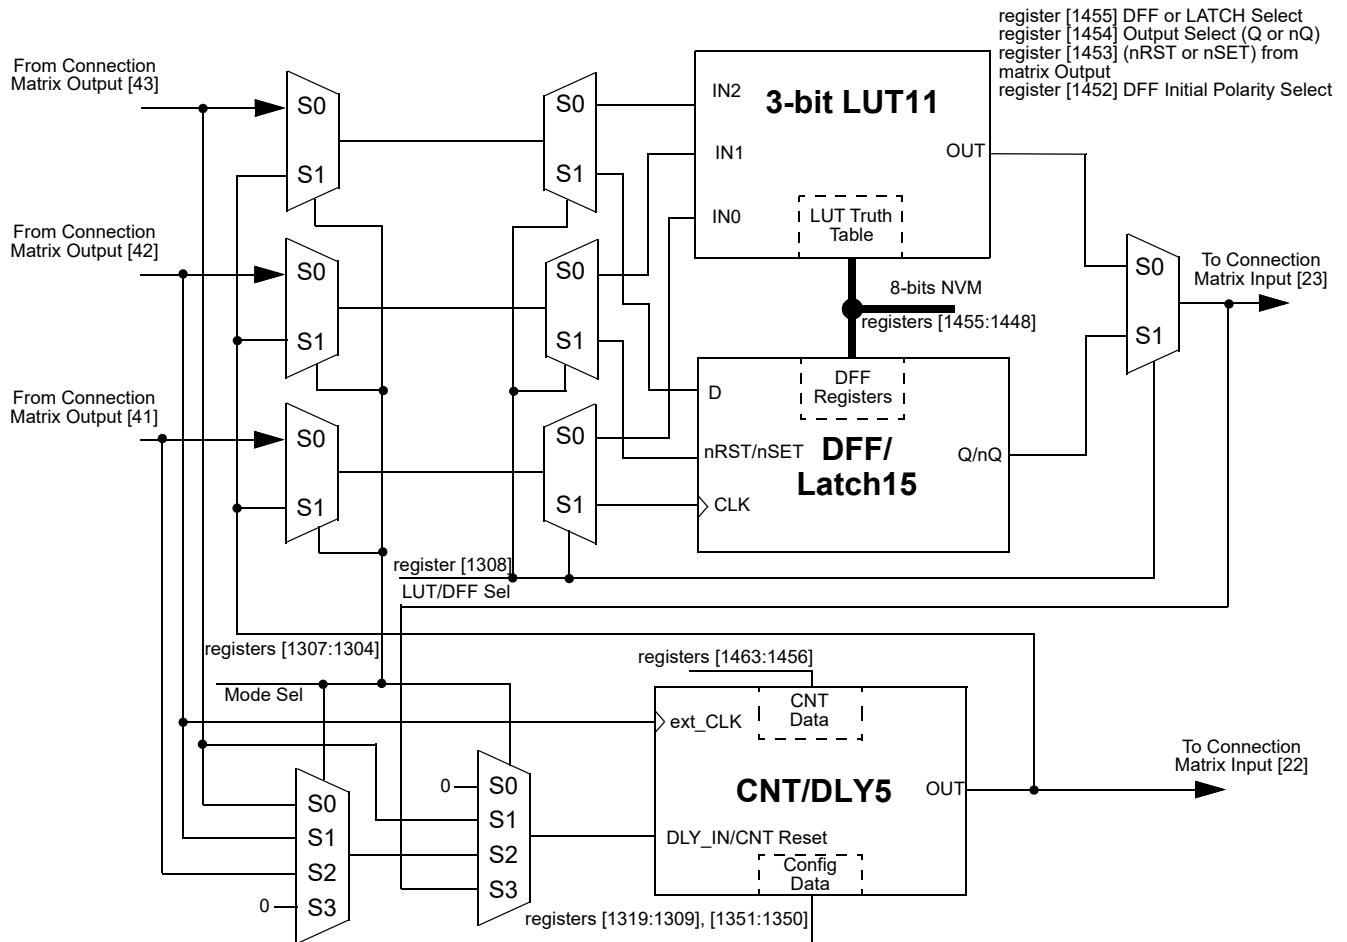 register [1455] DFF or LATCH Select
register [1454] Output Select (Q or nQ)
register [1453] (nRST or nSET) from
matrix Output
register [1452] DFF Initial Polarity Select
From Connection
Matrix Output [43]
S0
S1
S0
S1
IN2
3-bit LUT11
IN1
OUT
IN0
LUT Truth
Table
From Connection
Matrix Output [42]
S0
S1
S0
S1
8-bits NVM
registers [1455:1448]
S0
S1
To Connection
Matrix Input [23]
From Connection
Matrix Output [41]
S0
S1
S0
S1
DFF
Registers
D
nRST/nSET
DFF/
Latch15
Q/nQ
CLK
register [1308]
LUT/DFF Sel
registers [1307:1304]
Mode Sel
registers [1463:1456]
CNT
Data
ext_CLK
CNT/DLY5
OUT
To Connection
Matrix Input [22]
DLY_IN/CNT Reset
Config
Data
0
S0
S1
S2
S3
S0
S1
S2
0
S3
registers [1319:1309], [1351:1350]